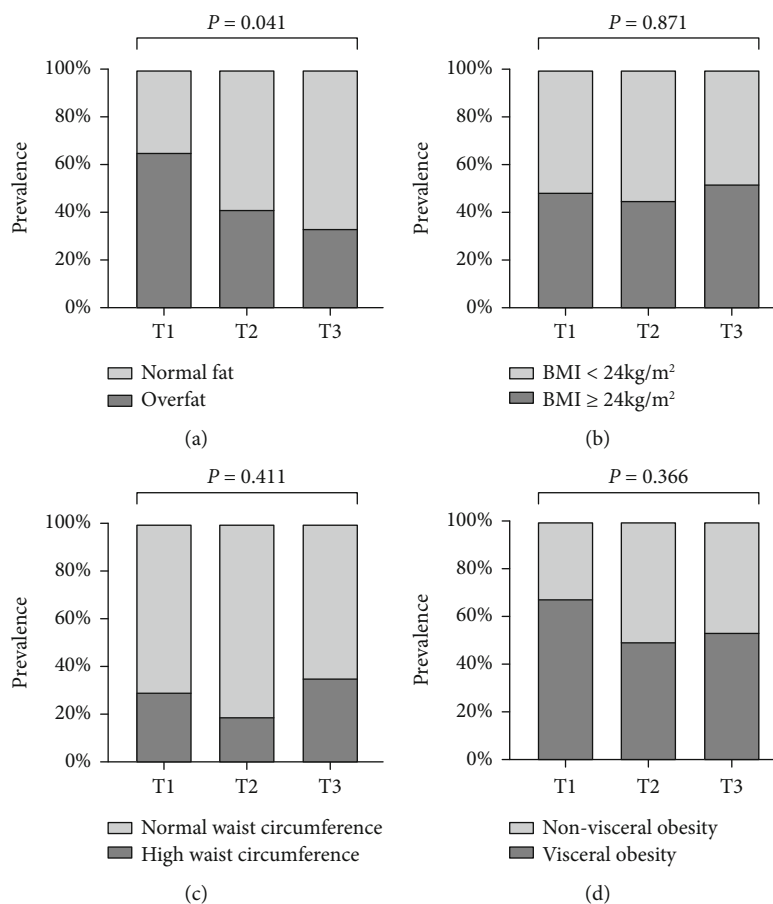 P = 0.041
100%
80%
60%
40%
20%
0%
Prevalence
T1 T2 T3
Normal fat
Overfat
(a)
P = 0.871
100%
80%
60%
40%
20%
0%
Prevalence
T1 T2 T3
BMI < 24kg/m²
BMI ≥ 24kg/m²
(b)
P = 0.411
100%
80%
60%
40%
20%
0%
Prevalence
T1 T2 T3
Normal waist circumference
High waist circumference
(c)
P = 0.366
100%
80%
60%
40%
20%
0%
Prevalence
T1 T2 T3
Non-visceral obesity
Visceral obesity
(d)